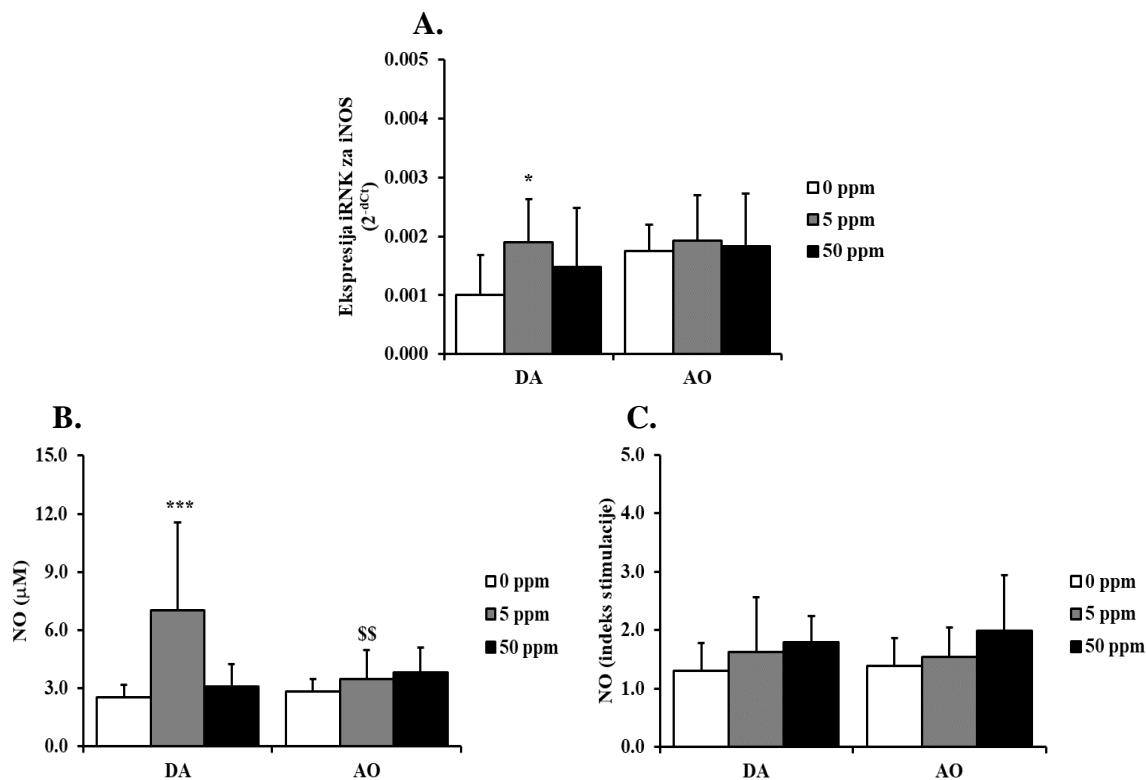 A.
Ekspresija iRNK za iNOS
(2^-dCt)
0.005
0.004
0.003
0.002
0.001
0.000
*
DA
AO
0 ppm
5 ppm
50 ppm
B.
NO (µM)
15.0
12.0
9.0
6.0
3.0
0.0
***
$$
DA
AO
0 ppm
5 ppm
50 ppm
C.
NO (indeks stimulacije)
5.0
4.0
3.0
2.0
1.0
0.0
DA
AO
0 ppm
5 ppm
50 ppm